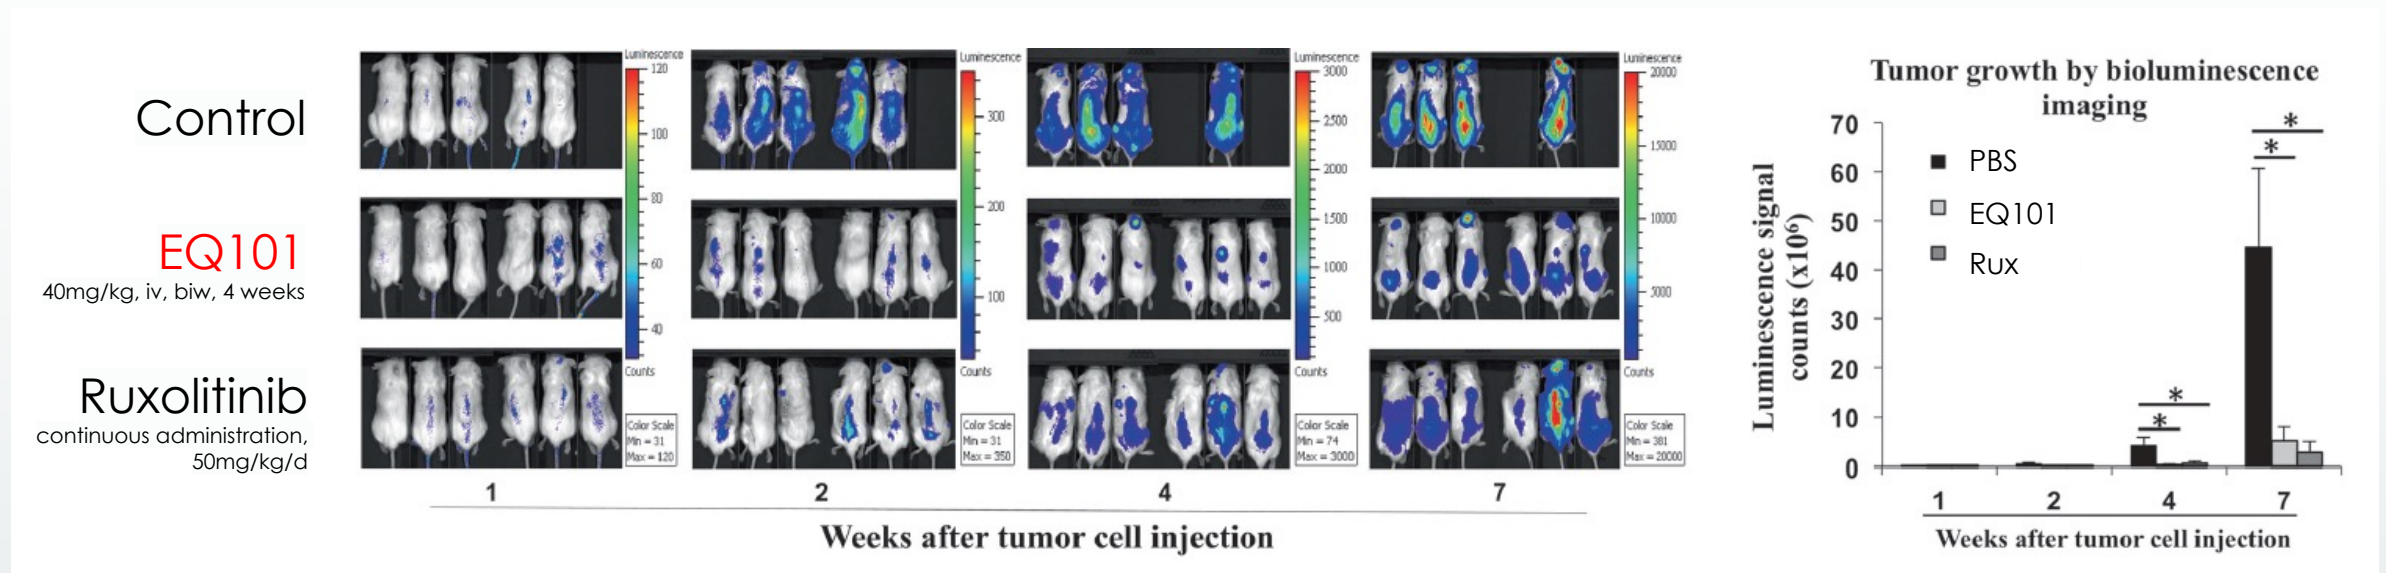 Control
EQ101
40mg/kg, iv, biw, 4 weeks
Ruxolitinib
continuous administration,
50mg/kg/d
Luminescence
120
100
80
60
40
Counts
Color Scale
Min = 31
Max = 120
Luminescence
300
200
100
Counts
Color Scale
Min = 31
Max = 350
Luminescence
3000
2500
2000
1500
1000
500
Counts
Color Scale
Min = 74
Max = 3000
Luminescence
20000
15000
10000
5000
Counts
Color Scale
Min = 381
Max = 20000
1 2 4 7
Weeks after tumor cell injection
Tumor growth by bioluminescence
imaging
Luminescence signal
counts (x10⁶)
70
60
50
40
30
20
10
0
PBS
EQ101
Rux
*
*
*
*
1 2 4 7
Weeks after tumor cell injection